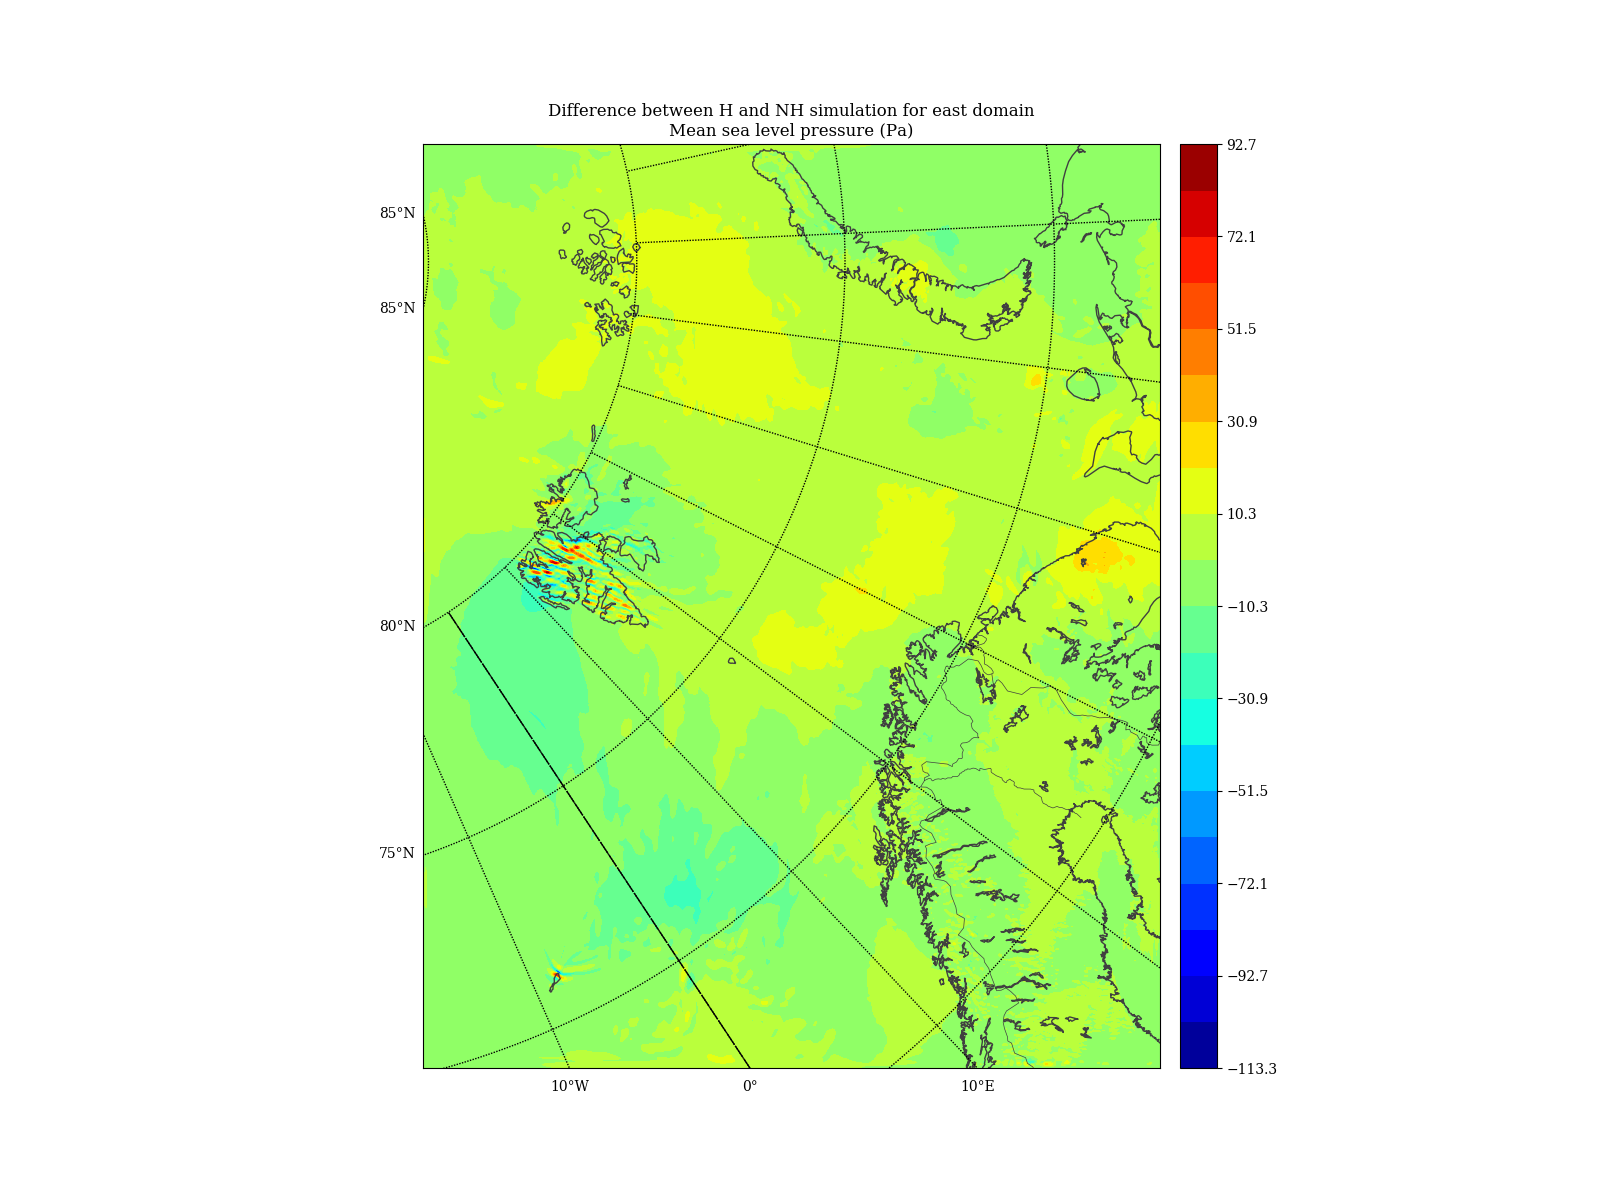 Difference between H and NH simulation for east domain
Mean sea level pressure (Pa)
85°N
85°N
80°N
75°N
10°W
0°
10°E
92.7
72.1
51.5
30.9
10.3
−10.3
−30.9
−51.5
−72.1
−92.7
−113.3